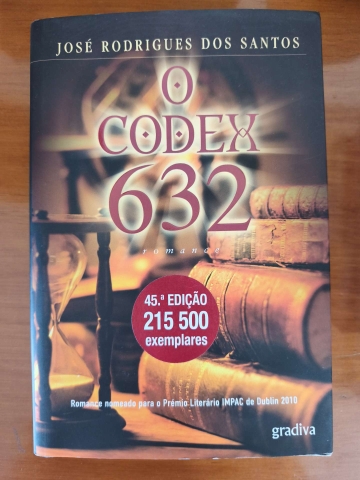 JOSÉ RODRIGUES DOS SANTOS
O
CODEX
632
romance
45.ª EDIÇÃO
215 500
exemplares
Romance nomeado para o Prémio Literário IMPAC de Dublin 2010
gradiva